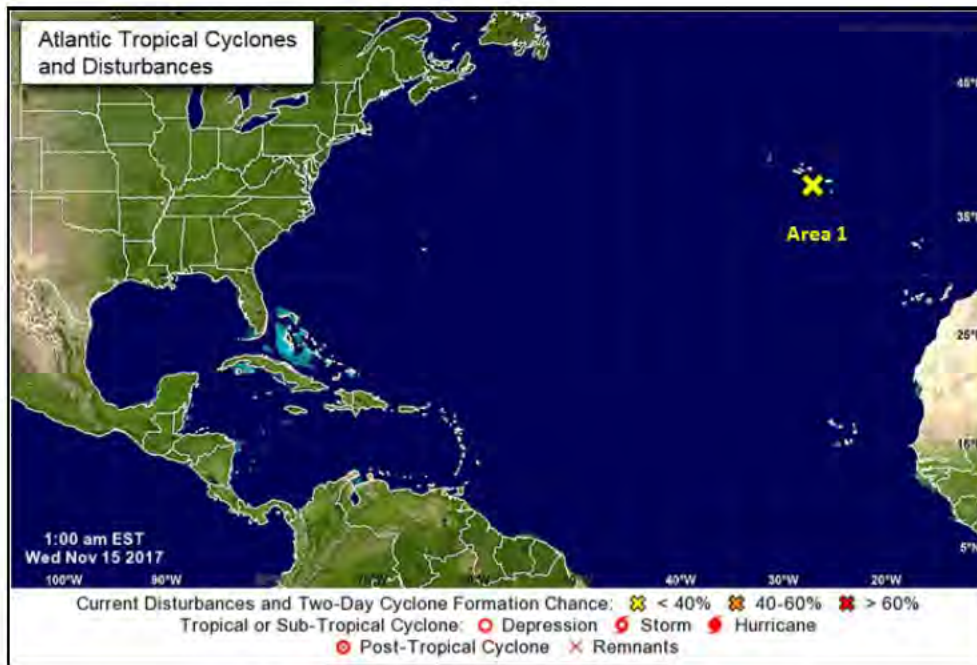 Atlantic Tropical Cyclones
and Disturbances
45°N
Area 1
35°N
25°N
15°N
5°N
1:00 am EST
Wed Nov 15 2017
100°W 90°W 40°W 30°W 20°W
Current Disturbances and Two-Day Cyclone Formation Chance: < 40% 40-60% > 60%
Tropical or Sub-Tropical Cyclone: Depression Storm Hurricane
Post-Tropical Cyclone Remnants